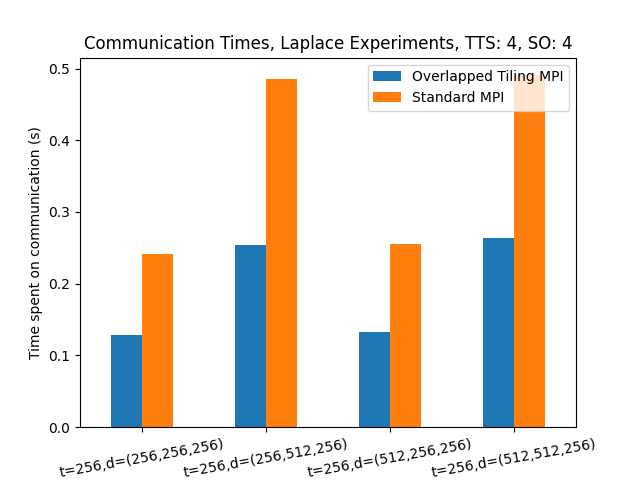 Communication Times, Laplace Experiments, TTS: 4, SO: 4
Overlapped Tiling MPI
Standard MPI
Time spent on communication (s)
0.5
0.4
0.3
0.2
0.1
0.0
t=256,d=(256,256,256)
t=256,d=(256,512,256)
t=256,d=(512,256,256)
t=256,d=(512,512,256)